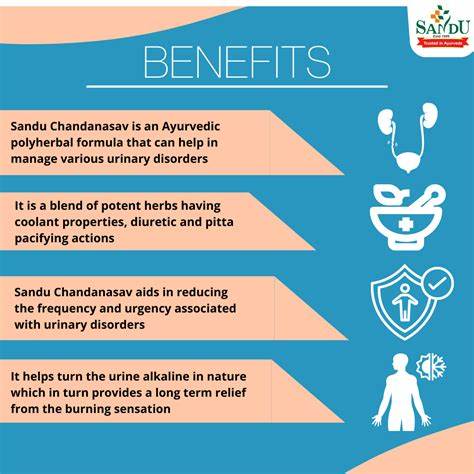 SANDU
Trusted in Ayurveda
BENEFITS
Sandu Chandanasav is an Ayurvedic
polyherbal formula that can help in
manage various urinary disorders
It is a blend of potent herbs having
coolant properties, diuretic and pitta
pacifying actions
Sandu Chandanasav aids in reducing
the frequency and urgency associated
with urinary disorders
It helps turn the urine alkaline in nature
which in turn provides a long term relief
from the burning sensation